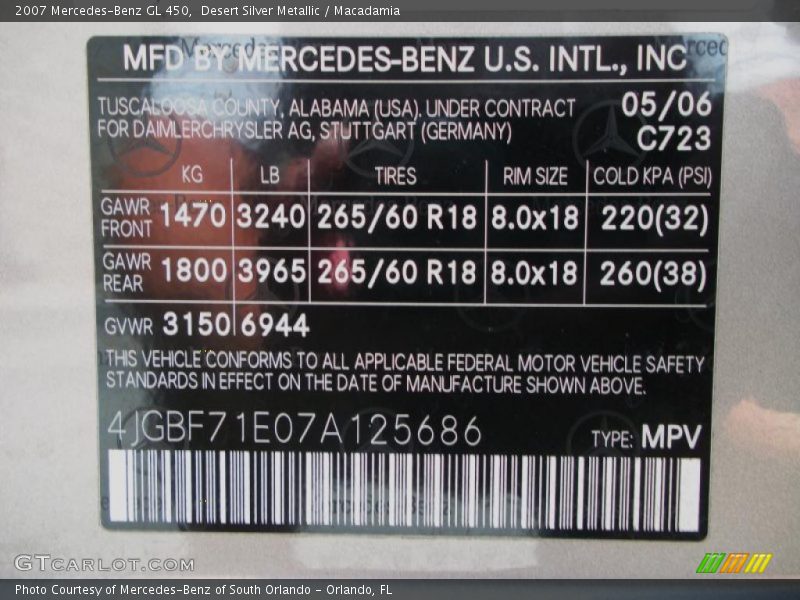 2007 Mercedes-Benz GL 450, Desert Silver Metallic / Macadamia
MFD BY MERCEDES-BENZ U.S. INTL., INC
TUSCALOOSA COUNTY, ALABAMA (USA). UNDER CONTRACT 05/06
FOR DAIMLERCHRYSLER AG, STUTTGART (GERMANY) C723
KG LB TIRES RIM SIZE COLD KPA (PSI)
GAWR FRONT 1470 3240 265/60 R18 8.0x18 220(32)
GAWR REAR 1800 3965 265/60 R18 8.0x18 260(38)
GVWR 3150 6944
THIS VEHICLE CONFORMS TO ALL APPLICABLE FEDERAL MOTOR VEHICLE SAFETY
STANDARDS IN EFFECT ON THE DATE OF MANUFACTURE SHOWN ABOVE.
4JGBF71E07A125686 TYPE: MPV
GTCARLOT.COM
Photo Courtesy of Mercedes-Benz of South Orlando - Orlando, FL